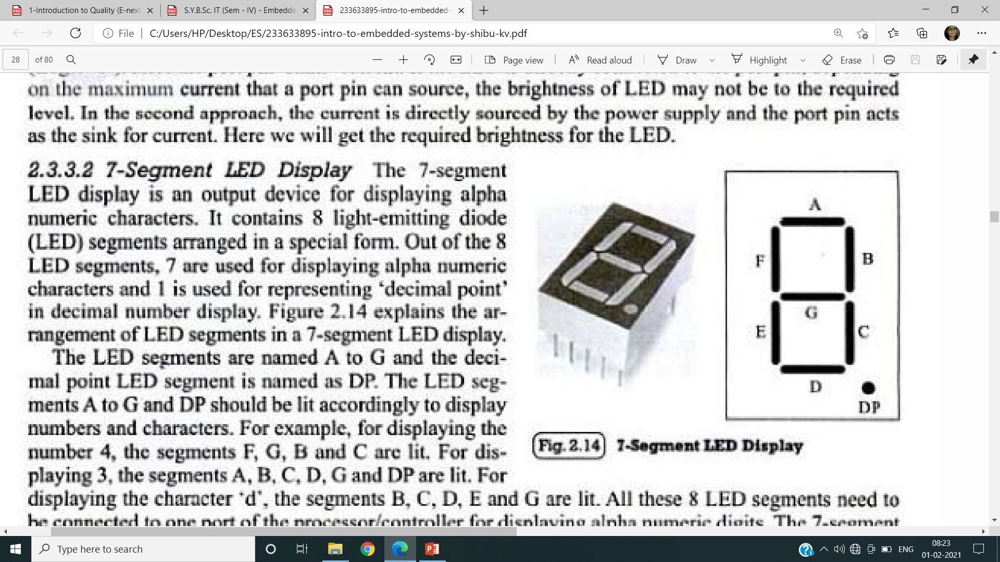 1-Introduction to Quality (E-next
S.Y.B.Sc. IT (Sem - IV) - Embedde
233633895-intro-to-embedded-s
File
C:/Users/HP/Desktop/ES/233633895-intro-to-embedded-systems-by-shibu-kv.pdf
28 of 80
Page view
Read aloud
Draw
Highlight
Erase
on the maximum current that a port pin can source, the brightness of LED may not be to the required
level. In the second approach, the current is directly sourced by the power supply and the port pin acts
as the sink for current. Here we will get the required brightness for the LED.
2.3.3.2 7-Segment LED Display The 7-segment
LED display is an output device for displaying alpha
numeric characters. It contains 8 light-emitting diode
(LED) segments arranged in a special form. Out of the 8
LED segments, 7 are used for displaying alpha numeric
characters and 1 is used for representing ‘decimal point’
in decimal number display. Figure 2.14 explains the ar-
rangement of LED segments in a 7-segment LED display.
The LED segments are named A to G and the deci-
mal point LED segment is named as DP. The LED seg-
ments A to G and DP should be lit accordingly to display
numbers and characters. For example, for displaying the
number 4, the segments F, G, B and C are lit. For dis-
playing 3, the segments A, B, C, D, G and DP are lit. For
displaying the character ‘d’, the segments B, C, D, E and G are lit. All these 8 LED segments need to
be connected to one port of the processor/controller for displaying alpha numeric digits. The 7-segment
A
F
B
G
E
C
D
DP
Fig. 2.14 7-Segment LED Display
Type here to search
ENG
08:23
01-02-2021